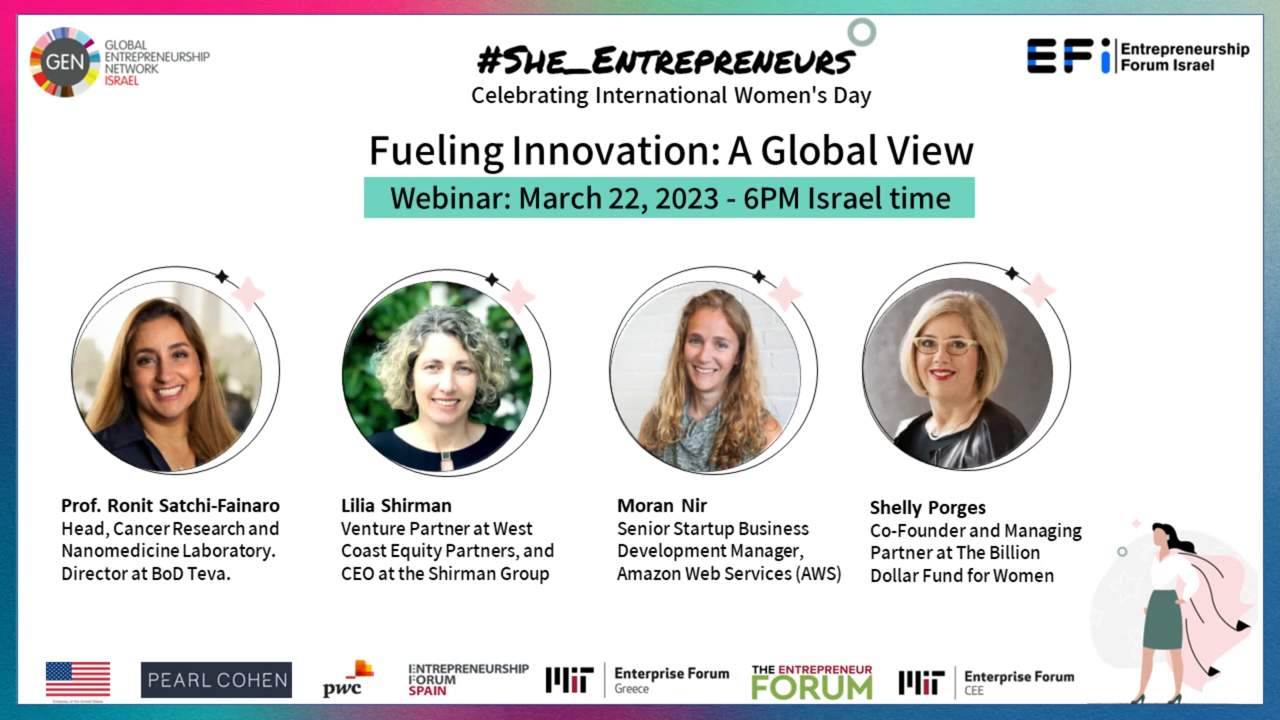 GEN
GLOBAL
ENTREPRENEURSHIP
NETWORK
ISRAEL
#SHE_ENTREPRENEURS
Celebrating International Women's Day
EFi
Entrepreneurship
Forum Israel
Fueling Innovation: A Global View
Webinar: March 22, 2023 - 6PM Israel time
Prof. Ronit Satchi-Fainaro
Head, Cancer Research and
Nanomedicine Laboratory.
Director at BoD Teva.
Lilia Shirman
Venture Partner at West
Coast Equity Partners, and
CEO at the Shirman Group
Moran Nir
Senior Startup Business
Development Manager,
Amazon Web Services (AWS)
Shelly Porges
Co-Founder and Managing
Partner at The Billion
Dollar Fund for Women
Embassy of the United States
PEARL COHEN
pwc
ENTREPRENEURSHIP
FORUM
SPAIN
MIT
Enterprise Forum
Greece
THE ENTREPRENEUR
FORUM
MIT
Enterprise Forum
CEE